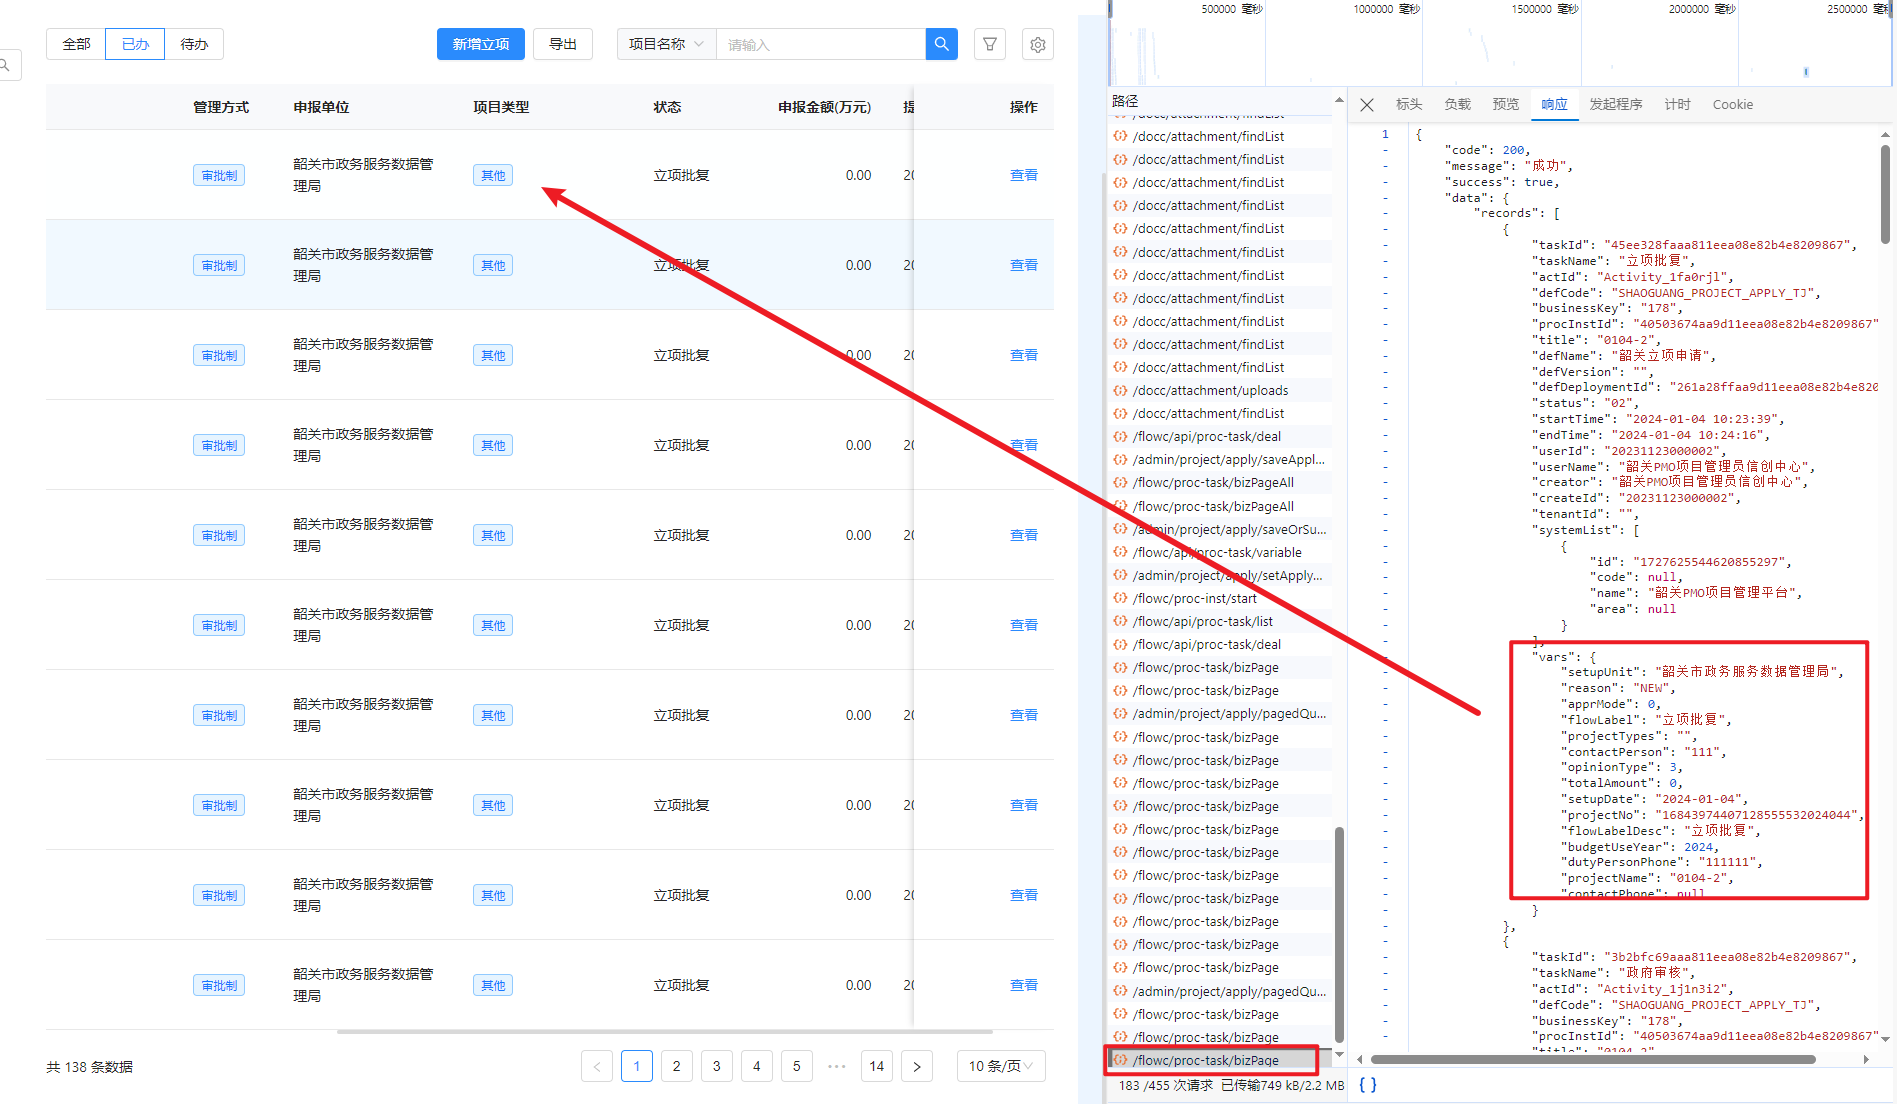 全部
已办
待办
新增立项
导出
项目名称
请输入
管理方式
申报单位
项目类型
状态
申报金额(万元)
操作
审批制
韶关市政务服务数据管理局
其他
立项批复
0.00
20
查看
审批制
韶关市政务服务数据管理局
其他
立项批复
0.00
20
查看
审批制
韶关市政务服务数据管理局
其他
立项批复
0.00
20
查看
审批制
韶关市政务服务数据管理局
其他
立项批复
0.00
20
查看
审批制
韶关市政务服务数据管理局
其他
立项批复
0.00
20
查看
审批制
韶关市政务服务数据管理局
其他
立项批复
0.00
20
查看
审批制
韶关市政务服务数据管理局
其他
立项批复
0.00
20
查看
审批制
韶关市政务服务数据管理局
其他
立项批复
0.00
20
查看
审批制
韶关市政务服务数据管理局
其他
立项批复
0.00
20
查看
审批制
韶关市政务服务数据管理局
其他
立项批复
0.00
20
查看
共 138 条数据
< 1 2 3 4 5 ••• 14 >
10 条/页
500000 毫秒
1000000 毫秒
1500000 毫秒
2000000 毫秒
2500000 毫秒
路径
/docc/attachment/findList
/docc/attachment/findList
/docc/attachment/findList
/docc/attachment/findList
/docc/attachment/findList
/docc/attachment/findList
/docc/attachment/findList
/docc/attachment/findList
/docc/attachment/findList
/docc/attachment/findList
/docc/attachment/findList
/docc/attachment/findList
/docc/attachment/uploads
/docc/attachment/findList
/flowc/api/proc-task/deal
/admin/project/apply/saveAppl...
/flowc/proc-task/bizPageAll
/flowc/proc-task/bizPageAll
/admin/project/apply/saveOrSu...
/flowc/api/proc-task/variable
/admin/project/apply/setApply...
/flowc/proc-inst/start
/flowc/api/proc-task/list
/flowc/api/proc-task/deal
/flowc/proc-task/bizPage
/flowc/proc-task/bizPage
/admin/project/apply/pagedQu...
/flowc/proc-task/bizPage
/flowc/proc-task/bizPage
/flowc/proc-task/bizPage
/flowc/proc-task/bizPage
/flowc/proc-task/bizPage
/flowc/proc-task/bizPage
/flowc/proc-task/bizPage
/flowc/proc-task/bizPage
/flowc/proc-task/bizPage
/flowc/proc-task/bizPage
/flowc/proc-task/bizPage
/admin/project/apply/pagedQu...
/flowc/proc-task/bizPage
/flowc/proc-task/bizPage
/flowc/proc-task/bizPage
183 /455 次请求 已传输749 kB/2.2 MB
标头
负载
预览
响应
发起程序
计时
Cookie
1 {
"code": 200,
"message": "成功",
"success": true,
"data": {
"records": [
{
"taskId": "45ee328faaa811eea08e82b4e8209867",
"taskName": "立项批复",
"actId": "Activity_1fa0rjl",
"defCode": "SHAOGUANG_PROJECT_APPLY_TJ",
"businessKey": "178",
"procInstId": "40503674aa9d11eea08e82b4e8209867"
"title": "0104-2",
"defName": "韶关立项申请",
"defVersion": "",
"defDeploymentId": "261a28ffaa9d11eea08e82b4e820
"status": "02",
"startTime": "2024-01-04 10:23:39",
"endTime": "2024-01-04 10:24:16",
"userId": "20231123000002",
"userName": "韶关PMO项目管理员信创中心",
"creator": "韶关PMO项目管理员信创中心",
"createId": "20231123000002",
"tenantId": "",
"systemList": [
{
"id": "1727625544620855297",
"code": null,
"name": "韶关PMO项目管理平台",
"area": null
}
],
"vars": {
"setupUnit": "韶关市政务服务数据管理局",
"reason": "NEW",
"apprMode": 0,
"flowLabel": "立项批复",
"projectTypes": "",
"contactPerson": "111",
"opinionType": 3,
"totalAmount": 0,
"setupDate": "2024-01-04",
"projectNo": "16843974407128555532024044",
"flowLabelDesc": "立项批复",
"budgetUseYear": 2024,
"dutyPersonPhone": "111111",
"projectName": "0104-2",
"contactPhone": null
}
},
{
"taskId": "3b2bfc69aaa811eea08e82b4e8209867",
"taskName": "政府审核",
"actId": "Activity_1j1n3i2",
"defCode": "SHAOGUANG_PROJECT_APPLY_TJ",
"businessKey": "178",
"procInstId": "40503674aa9d11eea08e82b4e8209867"
"title": "0104-2"
{ }